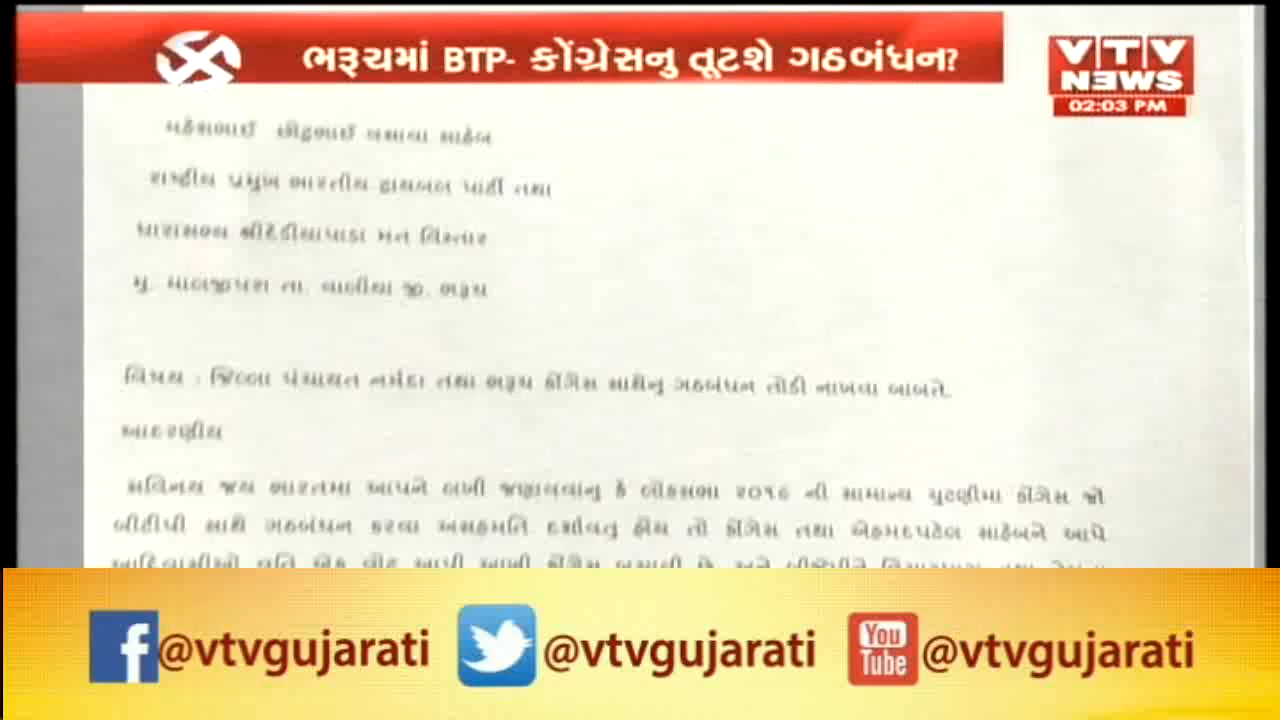 ભરૂચમાં BTP- કોંગ્રેસનુ તૂટશે ગઠબંધન?
VTV
NEWS
02:03 PM
મહેશભાઈ છોટુભાઈ વસાવા સાહેબ
રાષ્ટ્રીય પ્રમુખ ભારતીય ટ્રાયબલ પાર્ટી તથા
ધારાસભ્ય શ્રીદેડીયાપાડા મત વિસ્તાર
મુ. માલજીપરા તા. વાલીયા જી. ભરૂચ
વિષય : જિલ્લા પંચાયત નર્મદા તથા ભરૂચ કોંગ્રેસ સાથેનુ ગઠબંધન તોડી નાખવા બાબતે.
આદરણીય
સવિનય જય ભારતમા આપને લખી જણાવવાનુ કે લોકસભા ૨૦૧૯ ની સામાન્ય ચુટણીમા કોંગ્રેસ જો
બીટીપી સાથે ગઠબંધન કરવા અસહમતિ દર્શાવતુ હોય તો કોંગ્રેસ તથા એહમદપટેલ સાહેબને આપે
@vtvgujarati
@vtvgujarati
You
Tube
@vtvgujarati